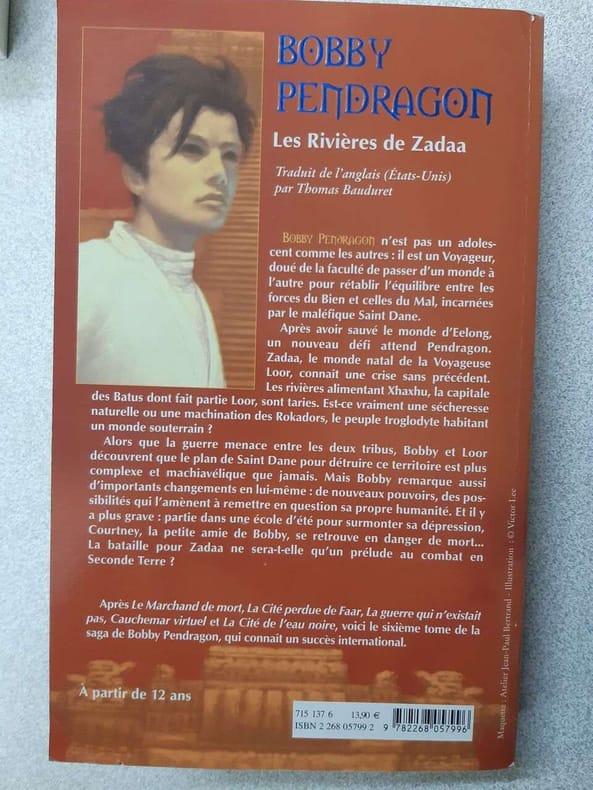 BOBBY
PENDRAGON
Les Rivières de Zadaa
Traduit de l'anglais (États-Unis)
par Thomas Bauduret
BOBBY PENDRAGON n'est pas un adoles-
cent comme les autres : il est un Voyageur,
doué de la faculté de passer d'un monde à
l'autre pour rétablir l'équilibre entre les
forces du Bien et celles du Mal, incarnées
par le maléfique Saint Dane.
Après avoir sauvé le monde d'Eelong,
un nouveau défi attend Pendragon.
Zadaa, le monde natal de la Voyageuse
Loor, connait une crise sans précédent.
Les rivières alimentant Xhaxhu, la capitale
des Batus dont fait partie Loor, sont taries. Est-ce vraiment une sécheresse
naturelle ou une machination des Rokadors, le peuple troglodyte habitant
un monde souterrain ?
Alors que la guerre menace entre les deux tribus, Bobby et Loor
découvrent que le plan de Saint Dane pour détruire ce territoire est plus
complexe et machiavélique que jamais. Mais Bobby remarque aussi
d'importants changements en lui-même : de nouveaux pouvoirs, des pos-
sibilités qui l'amènent à remettre en question sa propre humanité. Et il y
a plus grave : partie dans une école d'été pour surmonter sa dépression,
Courtney, la petite amie de Bobby, se retrouve en danger de mort...
La bataille pour Zadaa ne sera-t-elle qu'un prélude au combat en
Seconde Terre ?
Après Le Marchand de mort, La Cité perdue de Faar, La guerre qui n'existait
pas, Cauchemar virtuel et La Cité de l'eau noire, voici le sixième tome de la
saga de Bobby Pendragon, qui connait un succès international.
À partir de 12 ans
715 137 6 13,90 €
ISBN 2 268 05799 2
9 782268 057996
Maquette : Atelier Jean-Paul Bertrand – Illustration : © Victor Lee